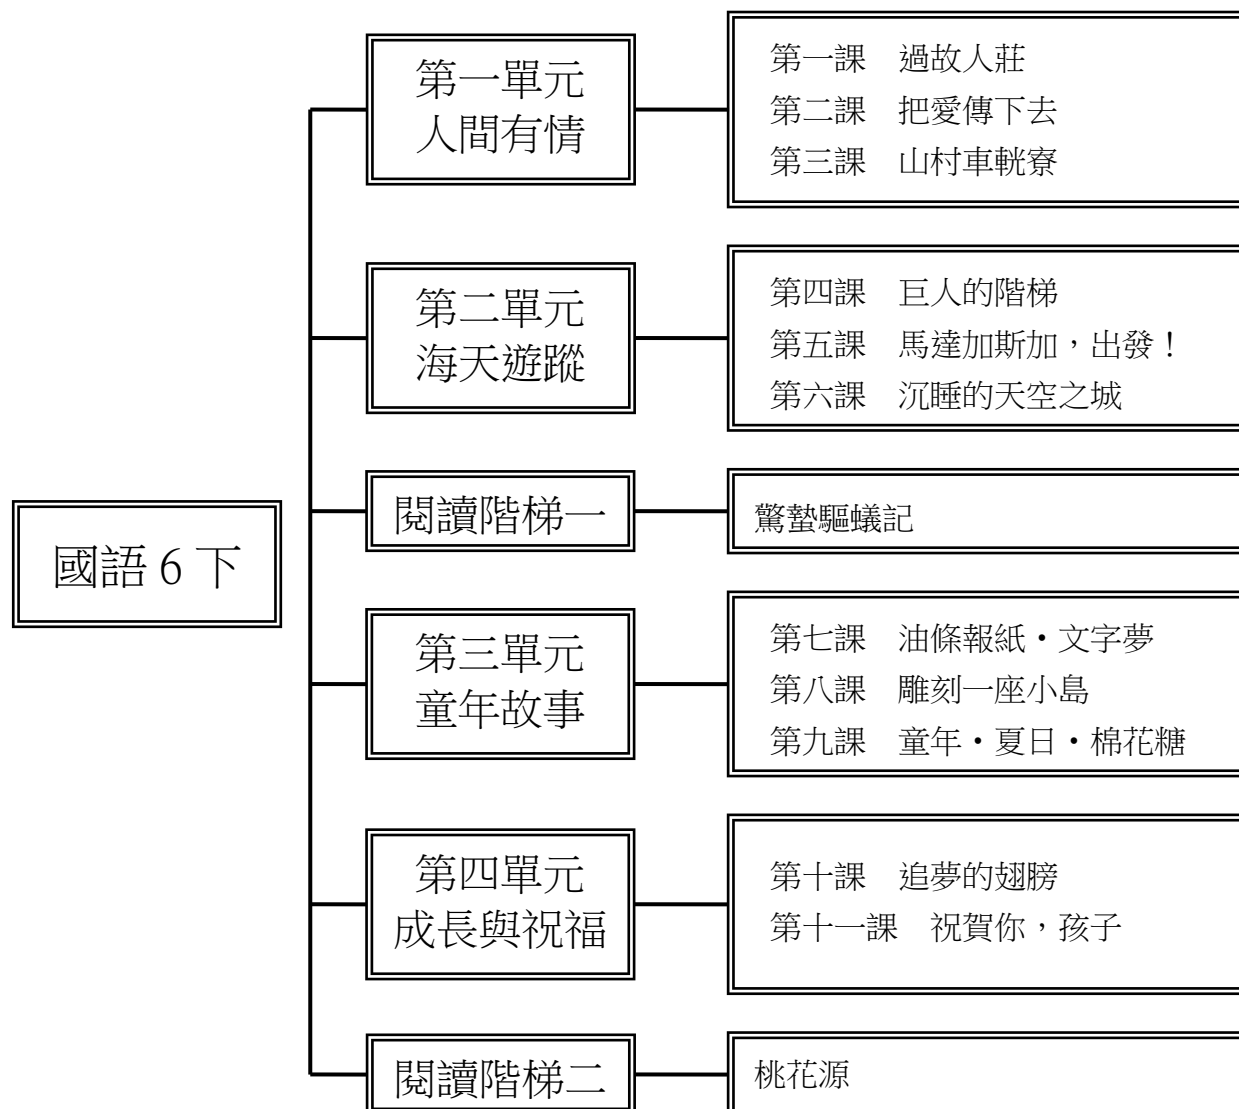 國語6下
第一單元
人間有情
第一課　過故人莊
第二課　把愛傳下去
第三課　山村車輄寮
第二單元
海天遊蹤
第四課　巨人的階梯
第五課　馬達加斯加，出發！
第六課　沉睡的天空之城
閱讀階梯一
驚蟄驅蟻記
第三單元
童年故事
第七課　油條報紙・文字夢
第八課　雕刻一座小島
第九課　童年・夏日・棉花糖
第四單元
成長與祝福
第十課　追夢的翅膀
第十一課　祝賀你，孩子
閱讀階梯二
桃花源